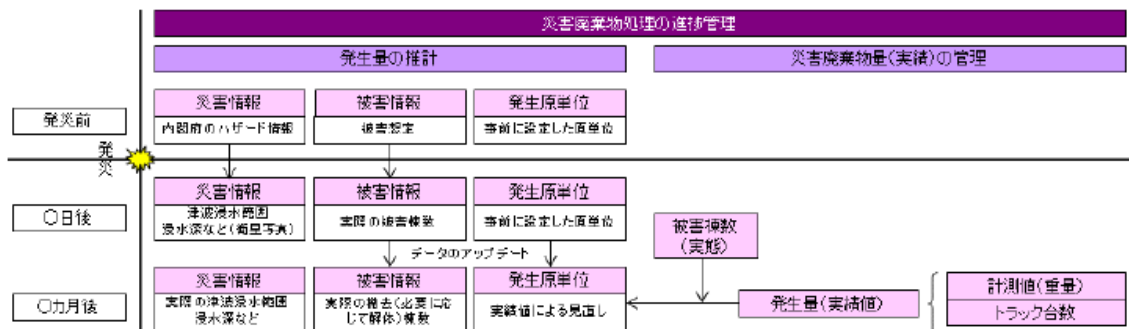 災害廃棄物処理の進捗管理
発生量の推計
災害廃棄物量(実績)の管理
発災前
災害情報
内閣府のハザード情報
被害情報
被害想定
発生原単位
事前に設定した原単位
発災
〇日後
災害情報
津波浸水範囲
浸水深など(衛星写真)
被害情報
実際の被害棟数
発生原単位
事前に設定した原単位
被害棟数
(実態)
データのアップデート
〇カ月後
災害情報
実際の津波浸水範囲
浸水深など
被害情報
実際の撤去(必要に応
じて解体)棟数
発生原単位
実績値による見直し
発生量(実績値)
計測値(重量)
トラック台数